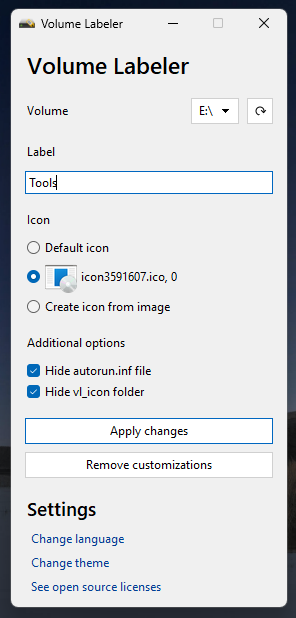 Volume Labeler
Volume Labeler
Volume E:\
Label
Tools
Icon
Default icon
icon3591607.ico, 0
Create icon from image
Additional options
Hide autorun.inf file
Hide vl_icon folder
Apply changes
Remove customizations
Settings
Change language
Change theme
See open source licenses